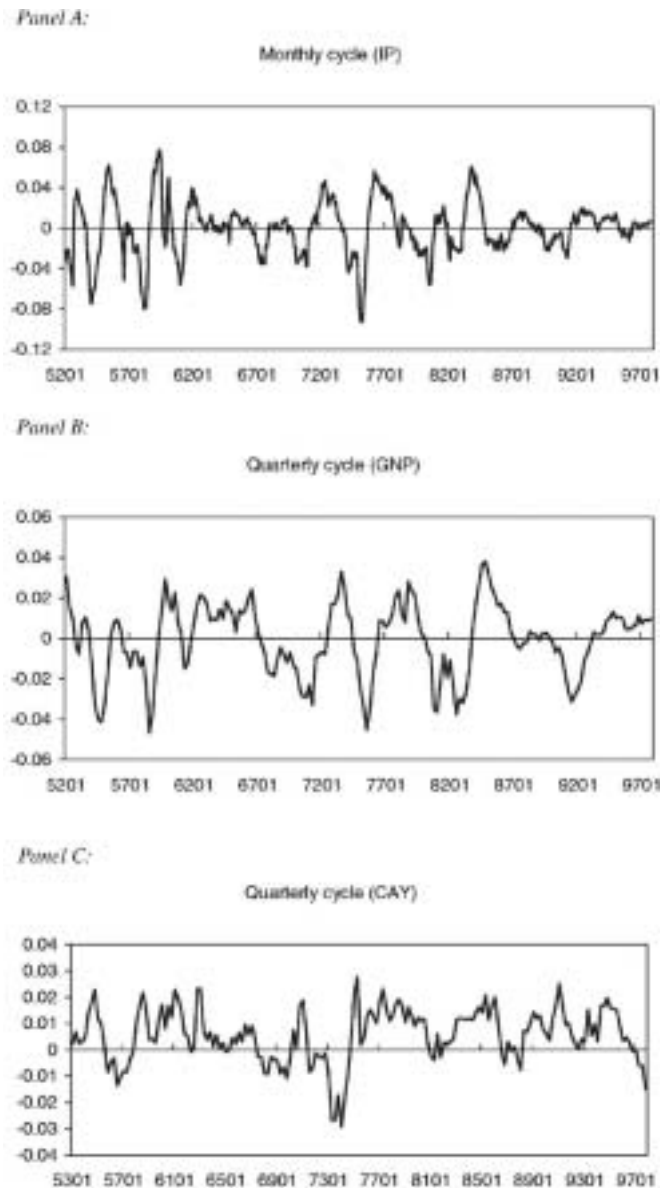 Panel A:
Monthly cycle (IP)
0.12
0.08
0.04
0
-0.04
-0.08
-0.12
5201 5701 6201 6701 7201 7701 8201 8701 9201 9701
Panel B:
Quarterly cycle (GNP)
0.06
0.04
0.02
0
-0.02
-0.04
-0.06
5201 5701 6201 6701 7201 7701 8201 8701 9201 9701
Panel C:
Quarterly cycle (CAY)
0.04
0.03
0.02
0.01
0
-0.01
-0.02
-0.03
-0.04
5301 5701 6101 6501 6901 7301 7701 8101 8501 8901 9301 9701